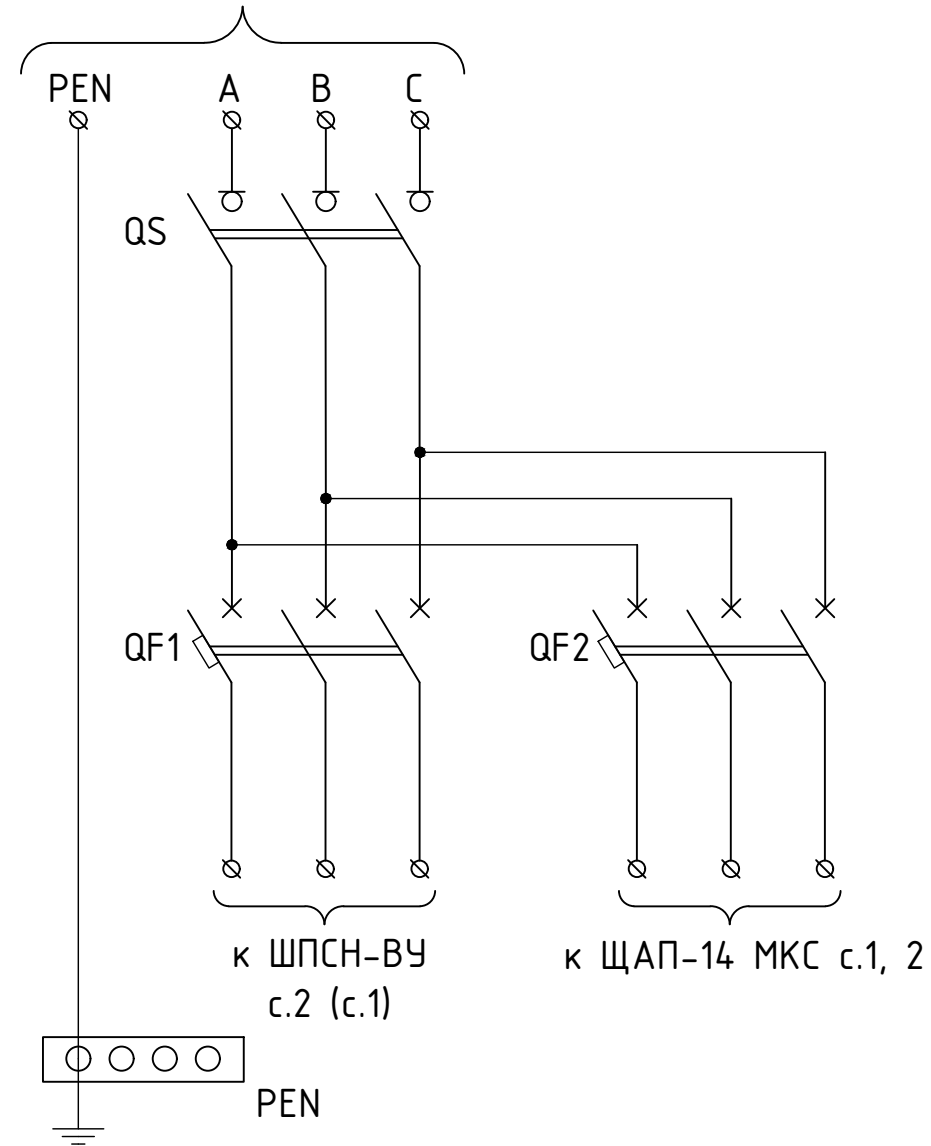 PEN A B C
QS
QF1 QF2
к ШПСН-ВУ к ЩАП-14 МКС с.1, 2
с.2 (с.1)
PEN